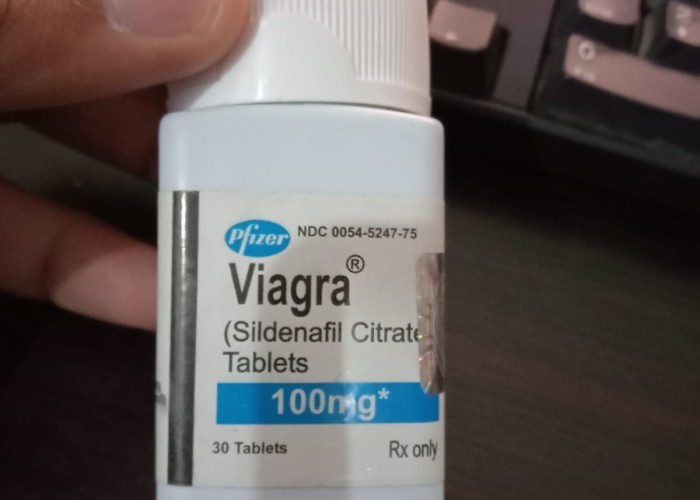 Pfizer NDC 0054-5247-75
Viagra®
(Sildenafil Citrate
Tablets
100mg*
30 Tablets Rx only